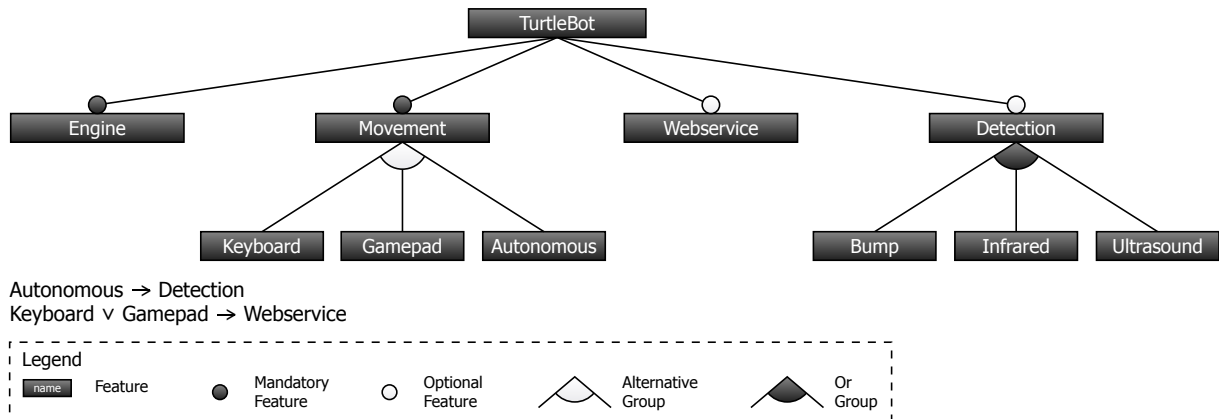 TurtleBot
Engine Movement Webservice Detection
Keyboard Gamepad Autonomous Bump Infrared Ultrasound
Autonomous → Detection
Keyboard ∨ Gamepad → Webservice
Legend
name Feature Mandatory Feature Optional Feature Alternative Group Or Group